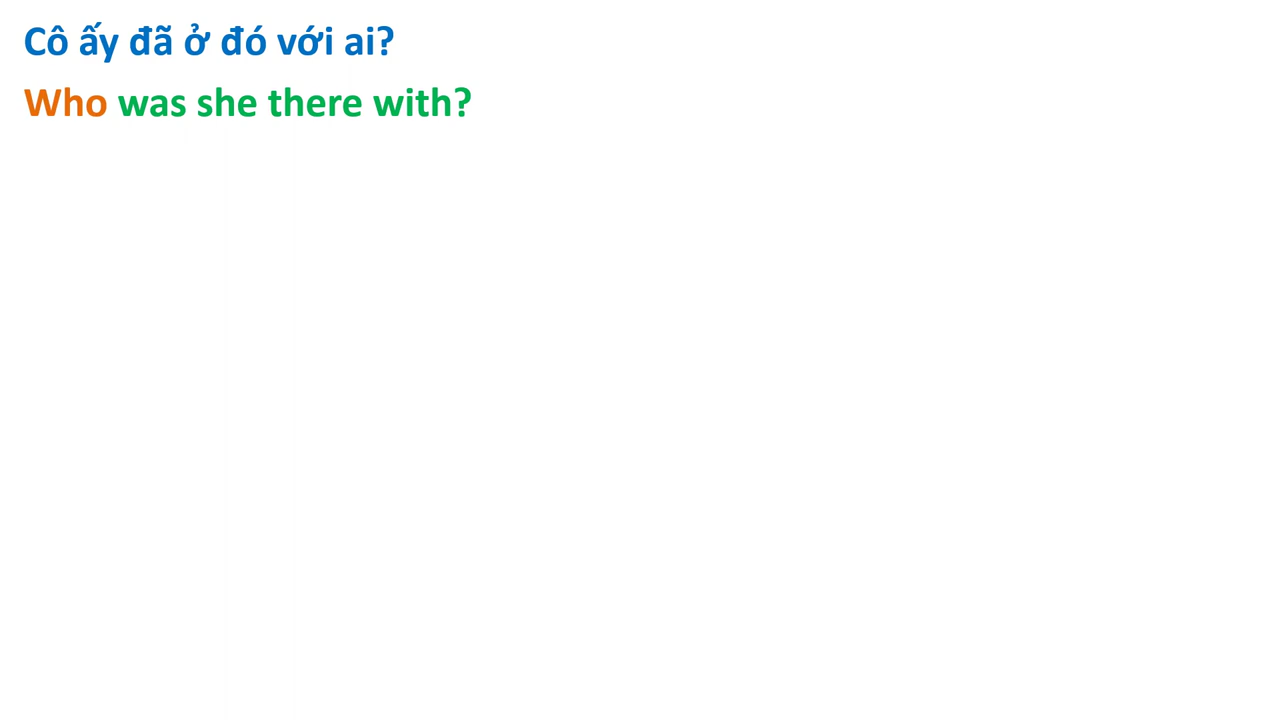 Cô ấy đã ở đó với ai?
Who was she there with?